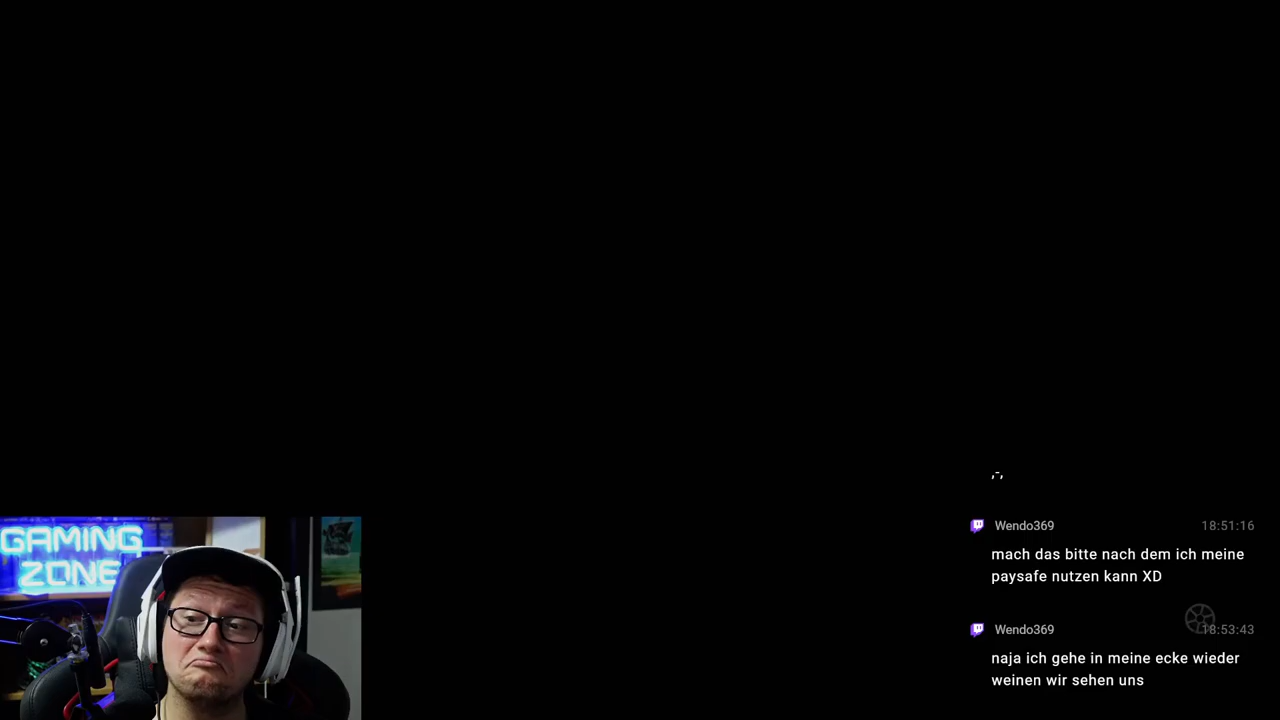 ,-,
Wendo369 18:51:16
mach das bitte nach dem ich meine
paysafe nutzen kann XD
Wendo369 18:53:43
naja ich gehe in meine ecke wieder
weinen wir sehen uns
GAMING
ZONE